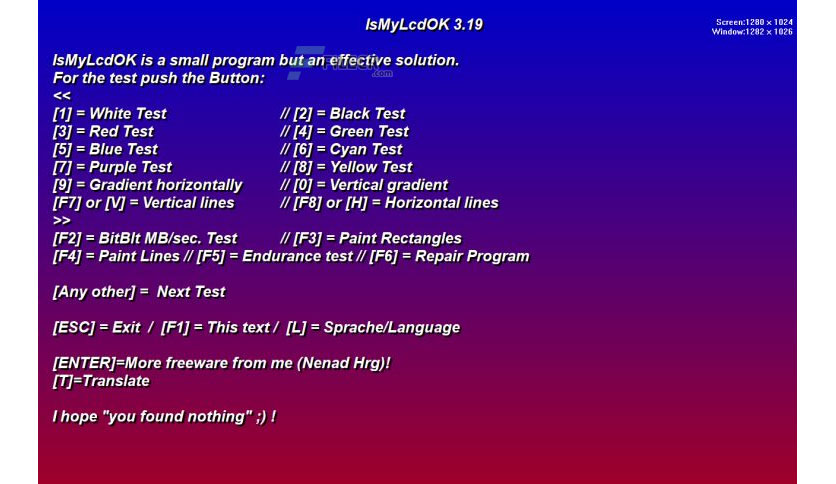 IsMyLcdOK 3.19
Screen:1280 x 1024
Window:1282 x 1026
IsMyLcdOK is a small program but an effective solution.
For the test push the Button:
<<
[1] = White Test // [2] = Black Test
[3] = Red Test // [4] = Green Test
[5] = Blue Test // [6] = Cyan Test
[7] = Purple Test // [8] = Yellow Test
[9] = Gradient horizontally // [0] = Vertical gradient
[F7] or [V] = Vertical lines // [F8] or [H] = Horizontal lines
>>
[F2] = BitBlt MB/sec. Test // [F3] = Paint Rectangles
[F4] = Paint Lines // [F5] = Endurance test // [F6] = Repair Program
[Any other] = Next Test
[ESC] = Exit / [F1] = This text / [L] = Sprache/Language
[ENTER]=More freeware from me (Nenad Hrg)!
[T]=Translate
I hope "you found nothing" ;) !